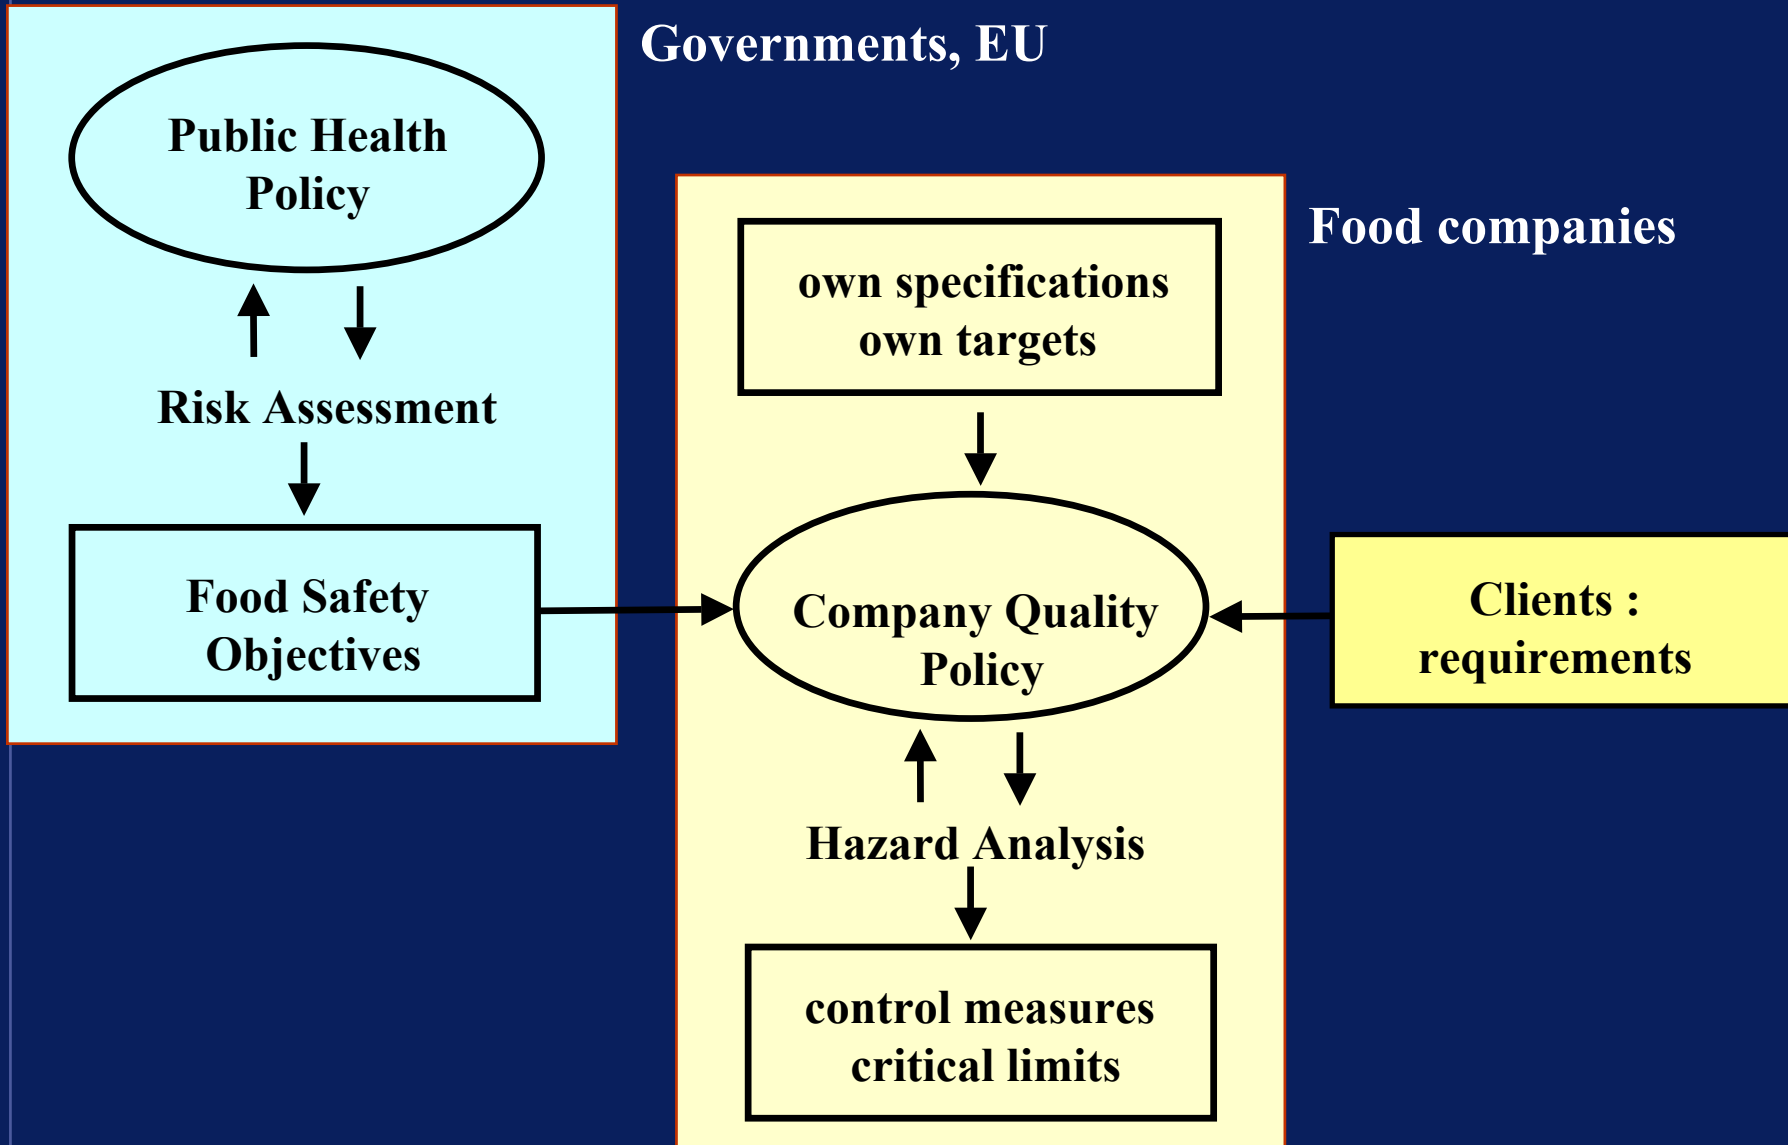 Governments, EU
Public Health
Policy
Risk Assessment
Food Safety
Objectives
Food companies
own specifications
own targets
Company Quality
Policy
Hazard Analysis
control measures
critical limits
Clients :
requirements